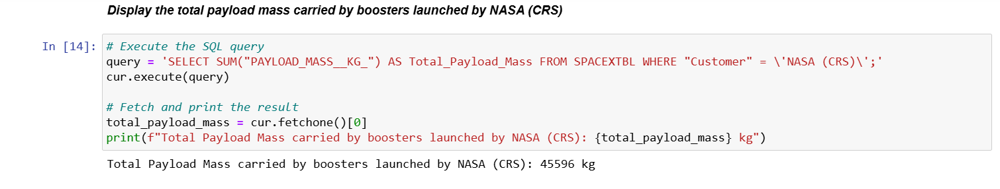 Display the total payload mass carried by boosters launched by NASA (CRS)
In [14]: # Execute the SQL query
query = 'SELECT SUM("PAYLOAD_MASS__KG_") AS Total_Payload_Mass FROM SPACEXTBL WHERE "Customer" = \'NASA (CRS)\';'
cur.execute(query)
# Fetch and print the result
total_payload_mass = cur.fetchone()[0]
print(f"Total Payload Mass carried by boosters launched by NASA (CRS): {total_payload_mass} kg")
Total Payload Mass carried by boosters launched by NASA (CRS): 45596 kg